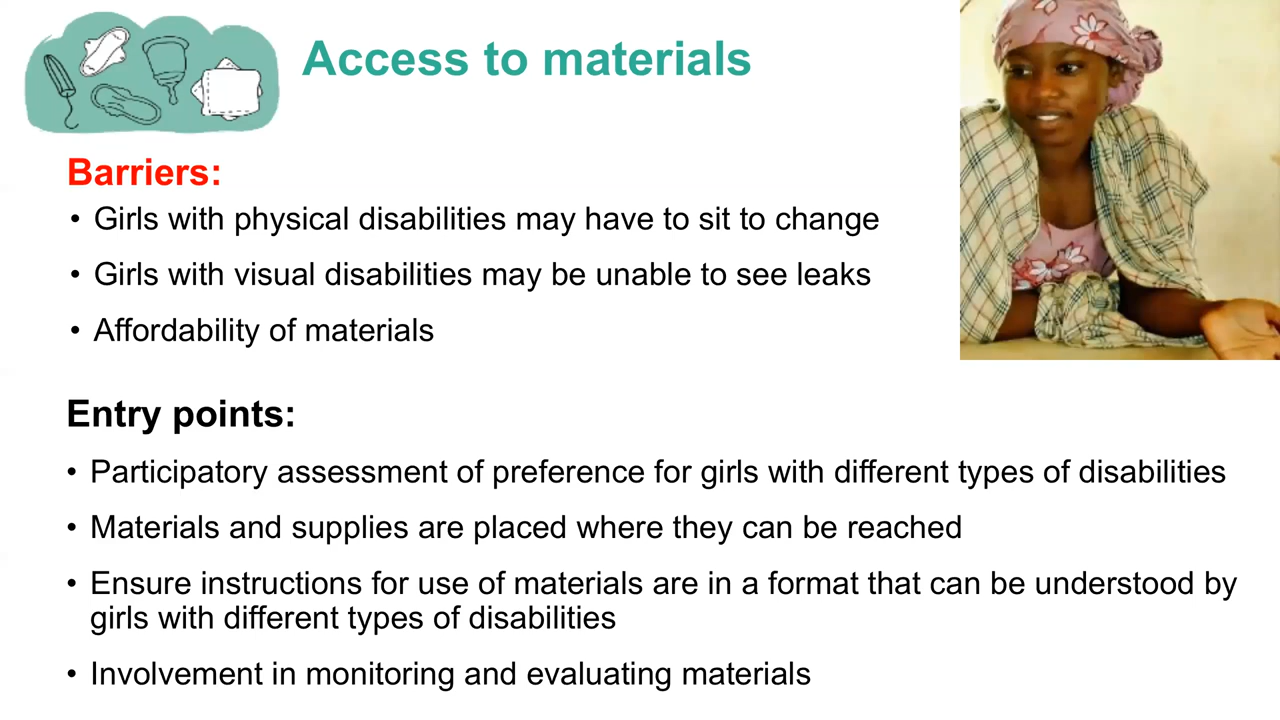 Access to materials
Barriers:
• Girls with physical disabilities may have to sit to change
• Girls with visual disabilities may be unable to see leaks
• Affordability of materials
Entry points:
• Participatory assessment of preference for girls with different types of disabilities
• Materials and supplies are placed where they can be reached
• Ensure instructions for use of materials are in a format that can be understood by
girls with different types of disabilities
• Involvement in monitoring and evaluating materials